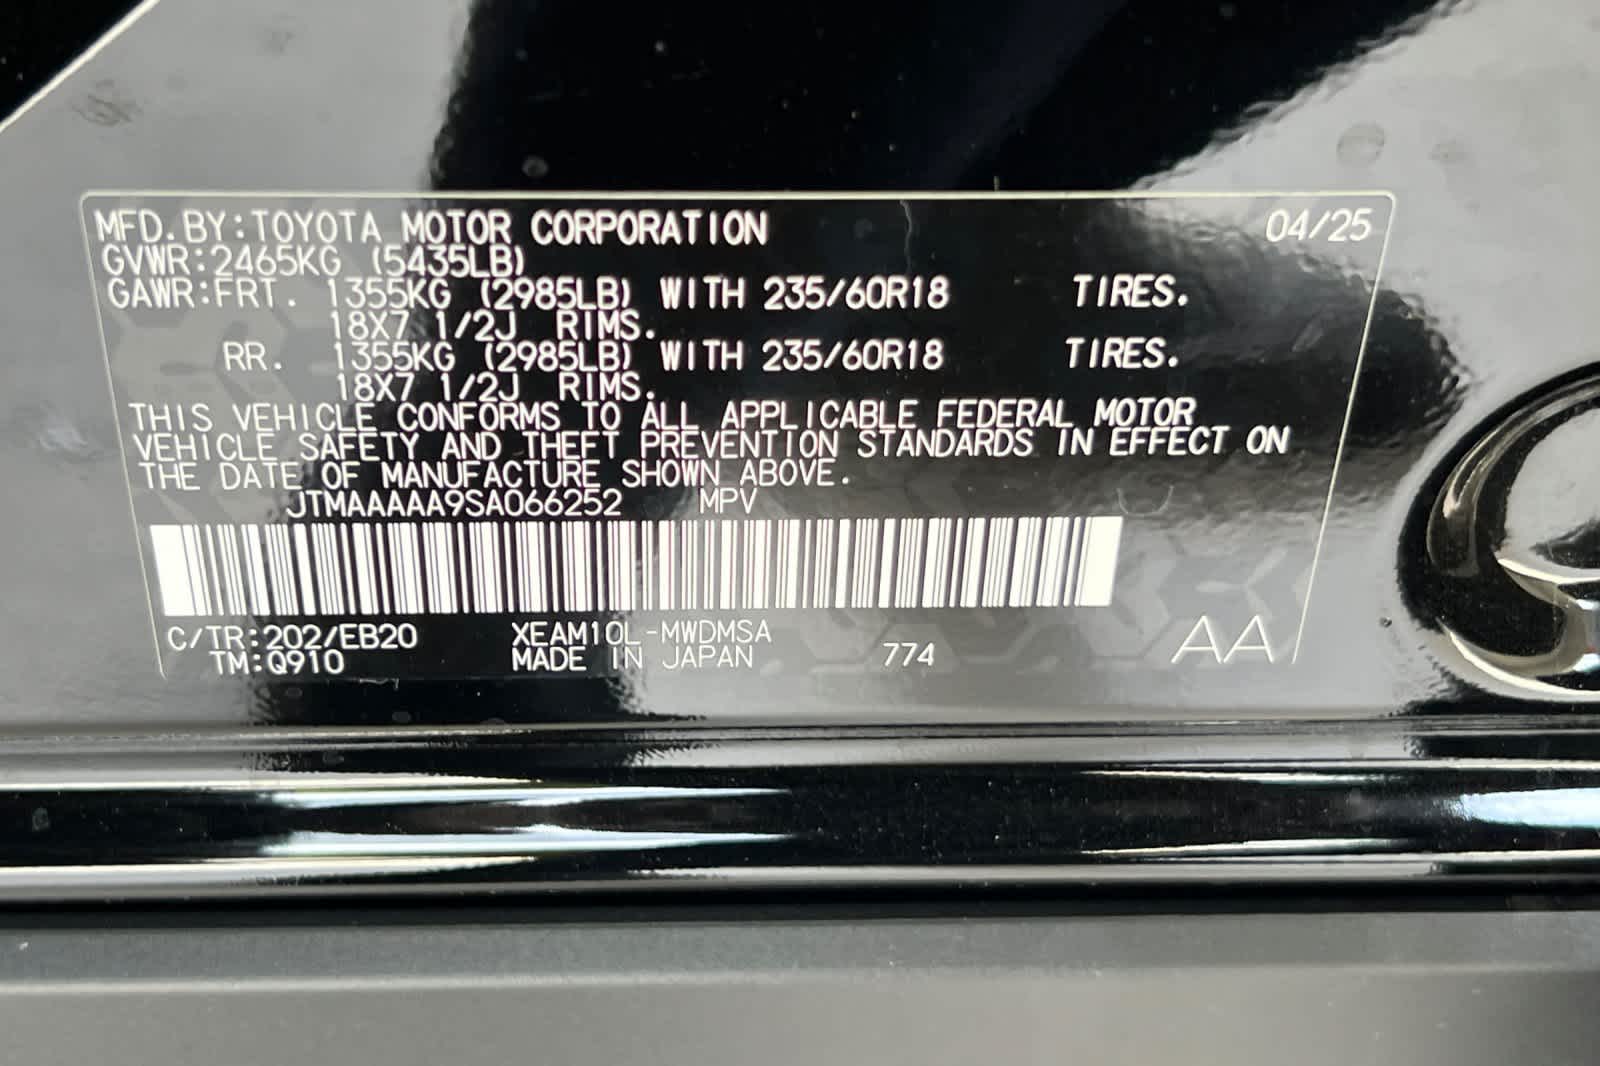 MFD.BY:TOYOTA MOTOR CORPORATION 04/25
GVWR:2465KG (5435LB)
GAWR:FRT. 1355KG (2985LB) WITH 235/60R18 TIRES.
18X7 1/2J RIMS.
RR. 1355KG (2985LB) WITH 235/60R18 TIRES.
18X7 1/2J RIMS.
THIS VEHICLE CONFORMS TO ALL APPLICABLE FEDERAL MOTOR
VEHICLE SAFETY AND THEFT PREVENTION STANDARDS IN EFFECT ON
THE DATE OF MANUFACTURE SHOWN ABOVE.
JTMAAAAA9SA066252 MPV
C/TR:202/EB20 XEAM10L-MWDMSA
TM:Q910 MADE IN JAPAN 774 AA